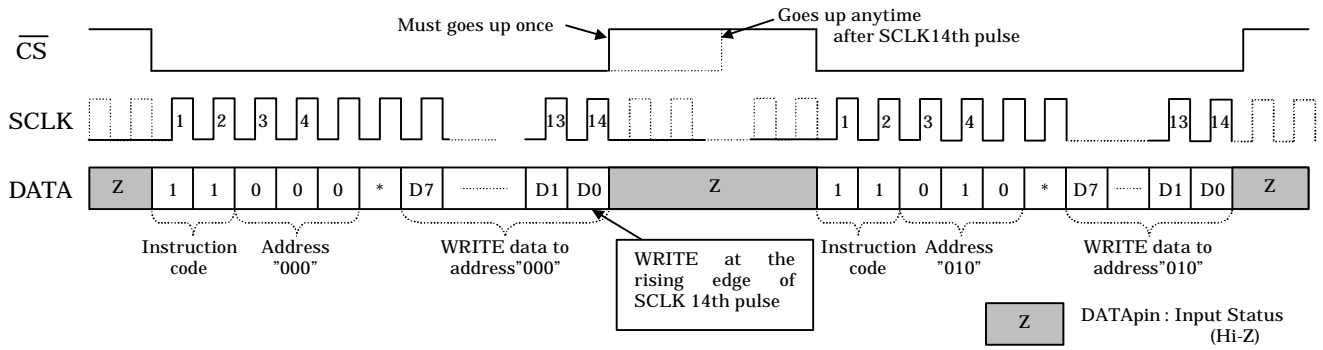 Must goes up once
Goes up anytime
after SCLK14th pulse
CS
SCLK
1 2 3 4 13 14 1 2 3 4 13 14
DATA
Z 1 1 0 0 0 * D7 D1 D0 Z 1 1 0 1 0 * D7 D1 D0 Z
Instruction
code
Address
"000"
WRITE data to
address"000"
WRITE at the
rising edge of
SCLK 14th pulse
Instruction
code
Address
"010"
WRITE data to
address"010"
Z
DATApin : Input Status
(Hi-Z)